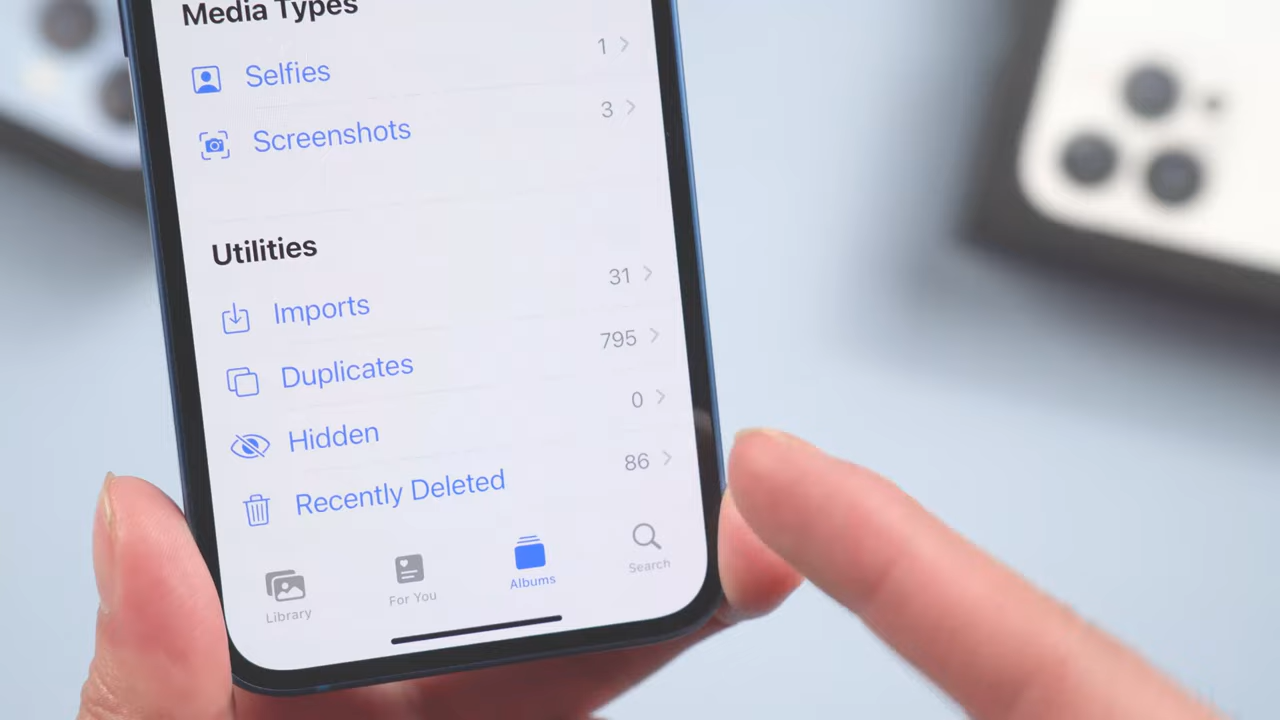 Media Types
Selfies 1
Screenshots 3
Utilities
Imports 31
Duplicates 795
Hidden 0
Recently Deleted 86
Library For You Albums Search